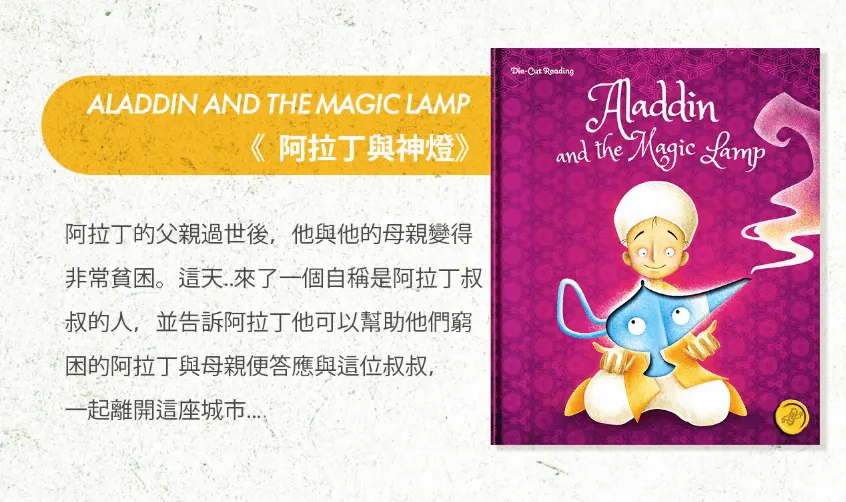 ALADDIN AND THE MAGIC LAMP
《 阿拉丁與神燈》
阿拉丁的父親過世後，他與他的母親變得
非常貧困。這天..來了一個自稱是阿拉丁叔
叔的人，並告訴阿拉丁他可以幫助他們窮
困的阿拉丁與母親便答應與這位叔叔，
一起離開這座城市...
Die-Cut Reading
Aladdin
and the Magic Lamp